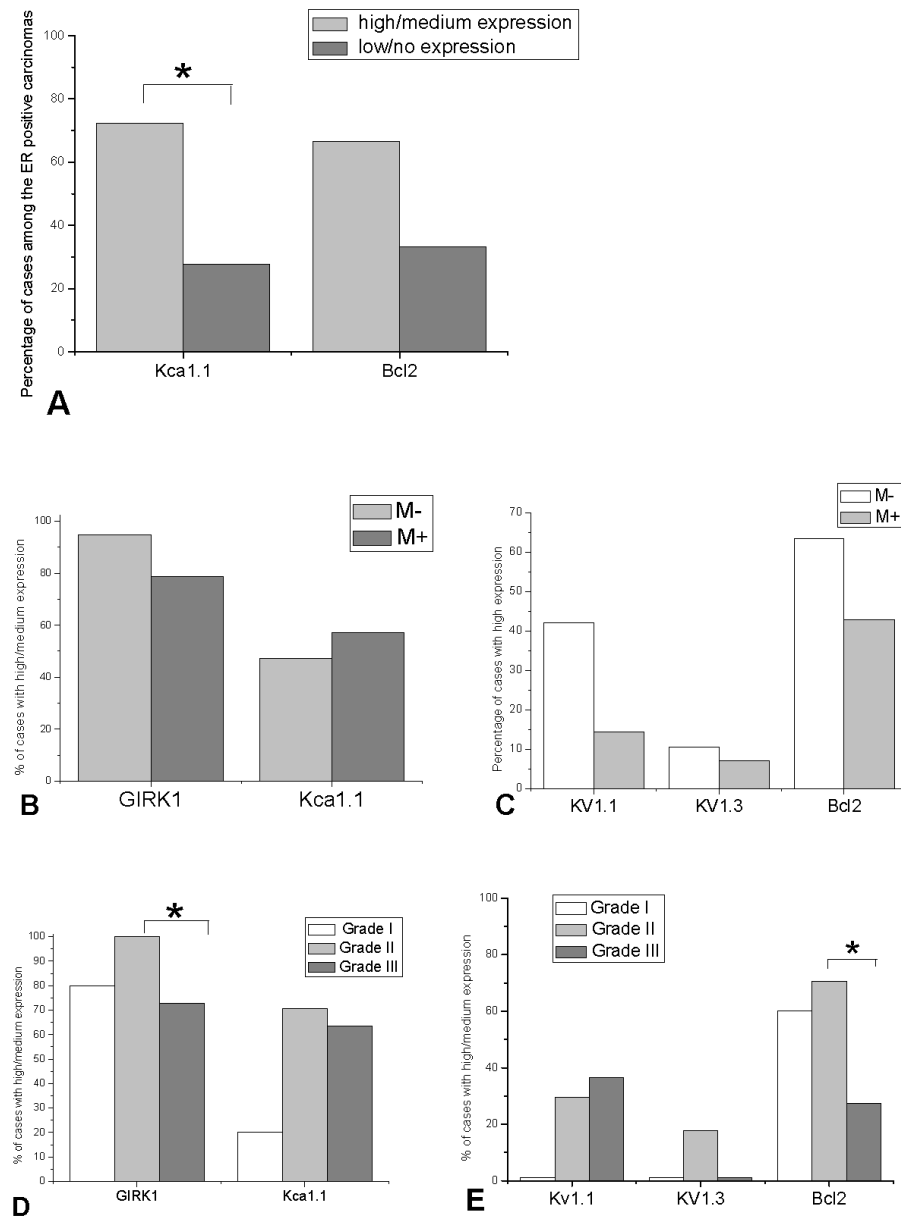 high/medium expression
low/no expression
*
Percentage of cases among the ER positive carcinomas
100
80
60
40
20
0
Kca1.1
Bcl2
A
M-
M+
% of cases with high/medium expression
100
80
60
40
20
0
GIRK1
Kca1.1
B
M-
M+
Percentage of cases with high expression
70
60
50
40
30
20
10
0
KV1.1
KV1.3
Bcl2
C
*
Grade I
Grade II
Grade III
% of cases with high/medium expression
100
90
80
70
60
50
40
30
20
10
0
GIRK1
Kca1.1
D
Grade I
Grade II
Grade III
*
% of cases with high/medium expression
100
80
60
40
20
0
Kv1.1
KV1.3
Bcl2
E